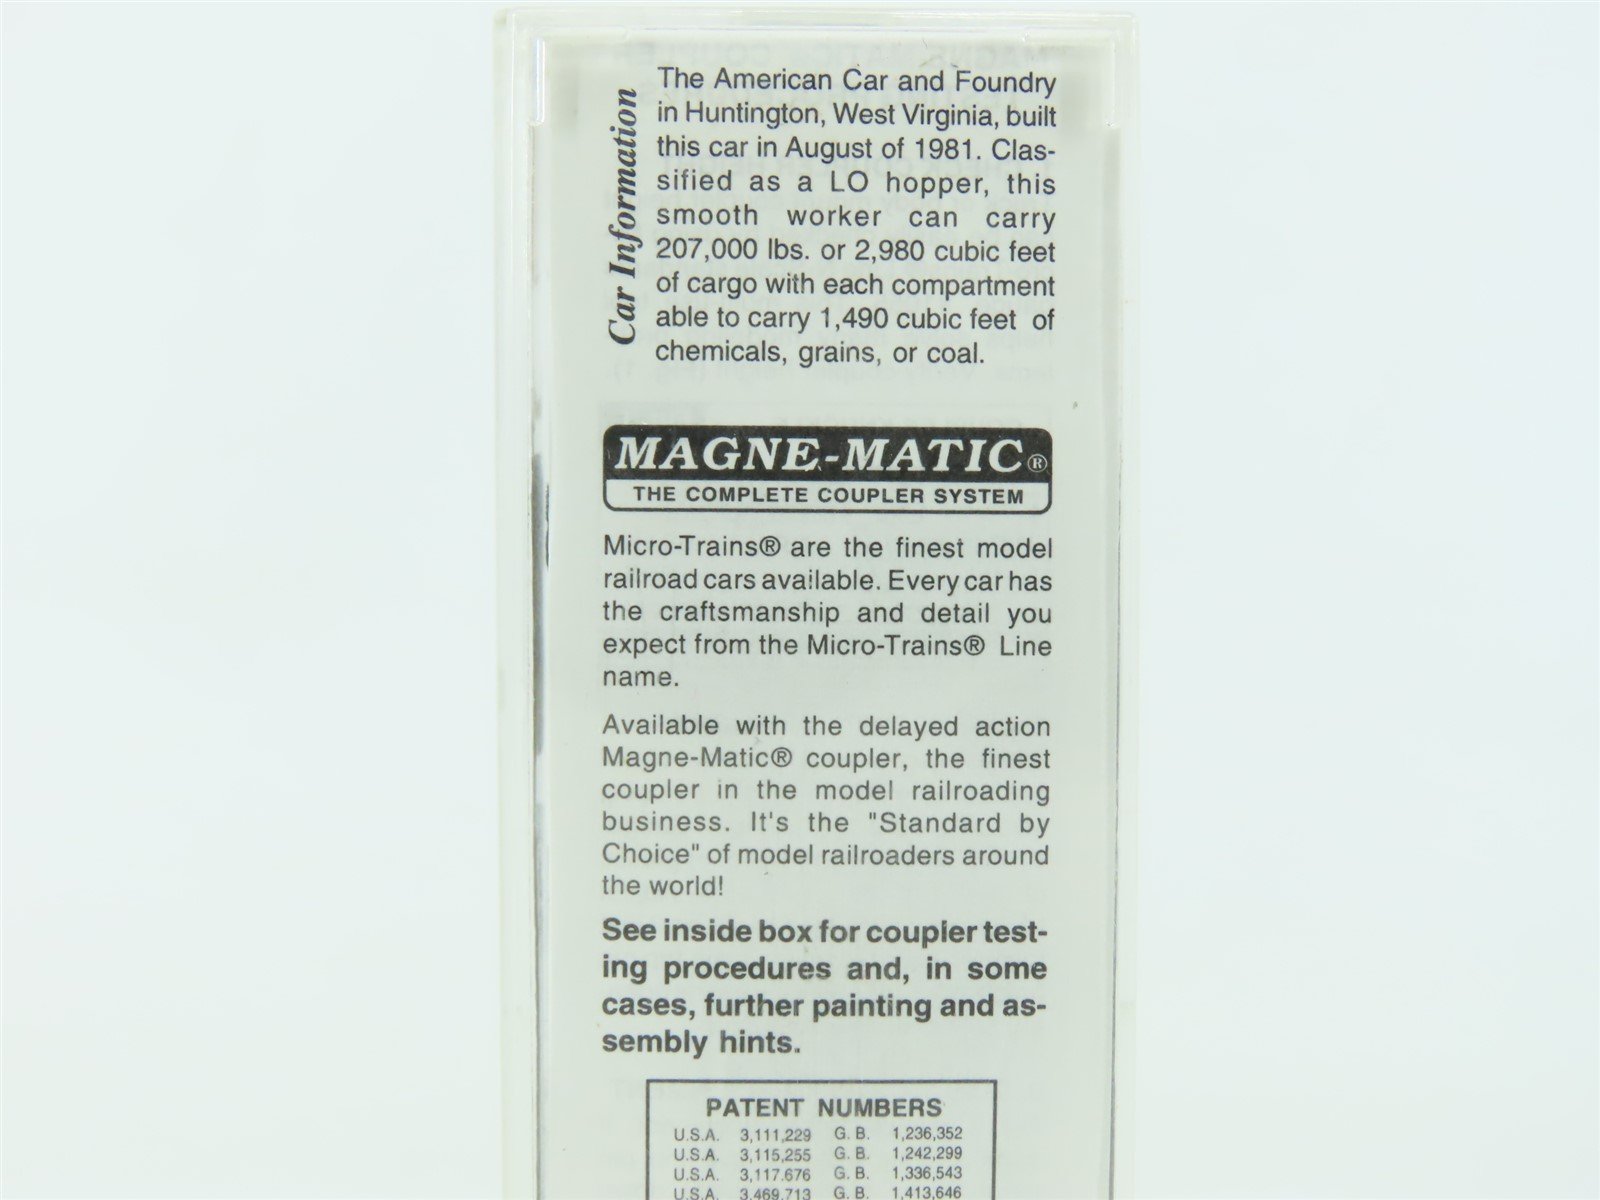 Car Information
The American Car and Foundry
in Huntington, West Virginia, built
this car in August of 1981. Clas-
sified as a LO hopper, this
smooth worker can carry
207,000 lbs. or 2,980 cubic feet
of cargo with each compartment
able to carry 1,490 cubic feet of
chemicals, grains, or coal.
MAGNE-MATIC®
THE COMPLETE COUPLER SYSTEM
Micro-Trains® are the finest model
railroad cars available. Every car has
the craftsmanship and detail you
expect from the Micro-Trains® Line
name.
Available with the delayed action
Magne-Matic® coupler, the finest
coupler in the model railroading
business. It's the "Standard by
Choice" of model railroaders around
the world!
See inside box for coupler test-
ing procedures and, in some
cases, further painting and as-
sembly hints.
PATENT NUMBERS
U.S.A. 3,111,229 G. B. 1,236,352
U.S.A. 3,115,255 G. B. 1,242,299
U.S.A. 3,117.676 G. B. 1,336,543
U.S.A. 3,469,713 G. B. 1,413,646